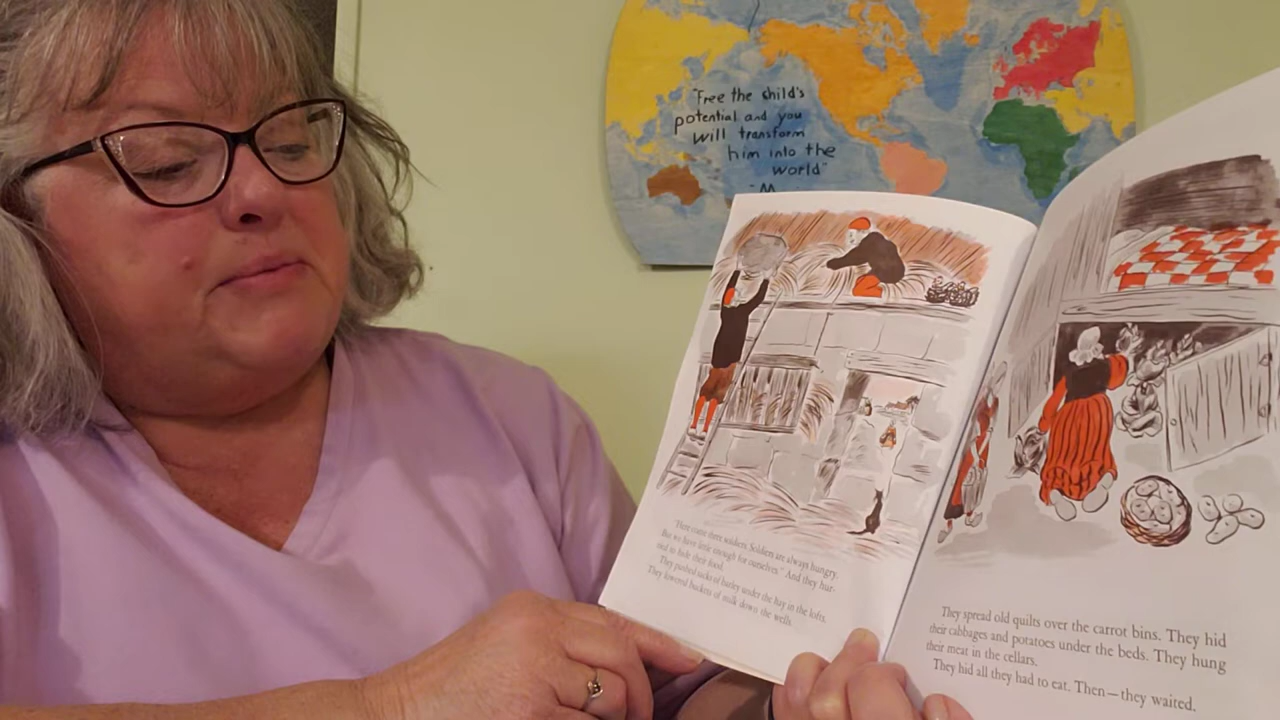 "Free the child's
potential and you
will transform
him into the
world"
"Here come three soldiers. Soldiers are always hungry.
But we have little enough for ourselves." And they hur-
ried to hide their food.
They pushed sacks of barley under the hay in the lofts.
They lowered buckets of milk down the wells.
They spread old quilts over the carrot bins. They hid
their cabbages and potatoes under the beds. They hung
their meat in the cellars.
They hid all they had to eat. Then—they waited.